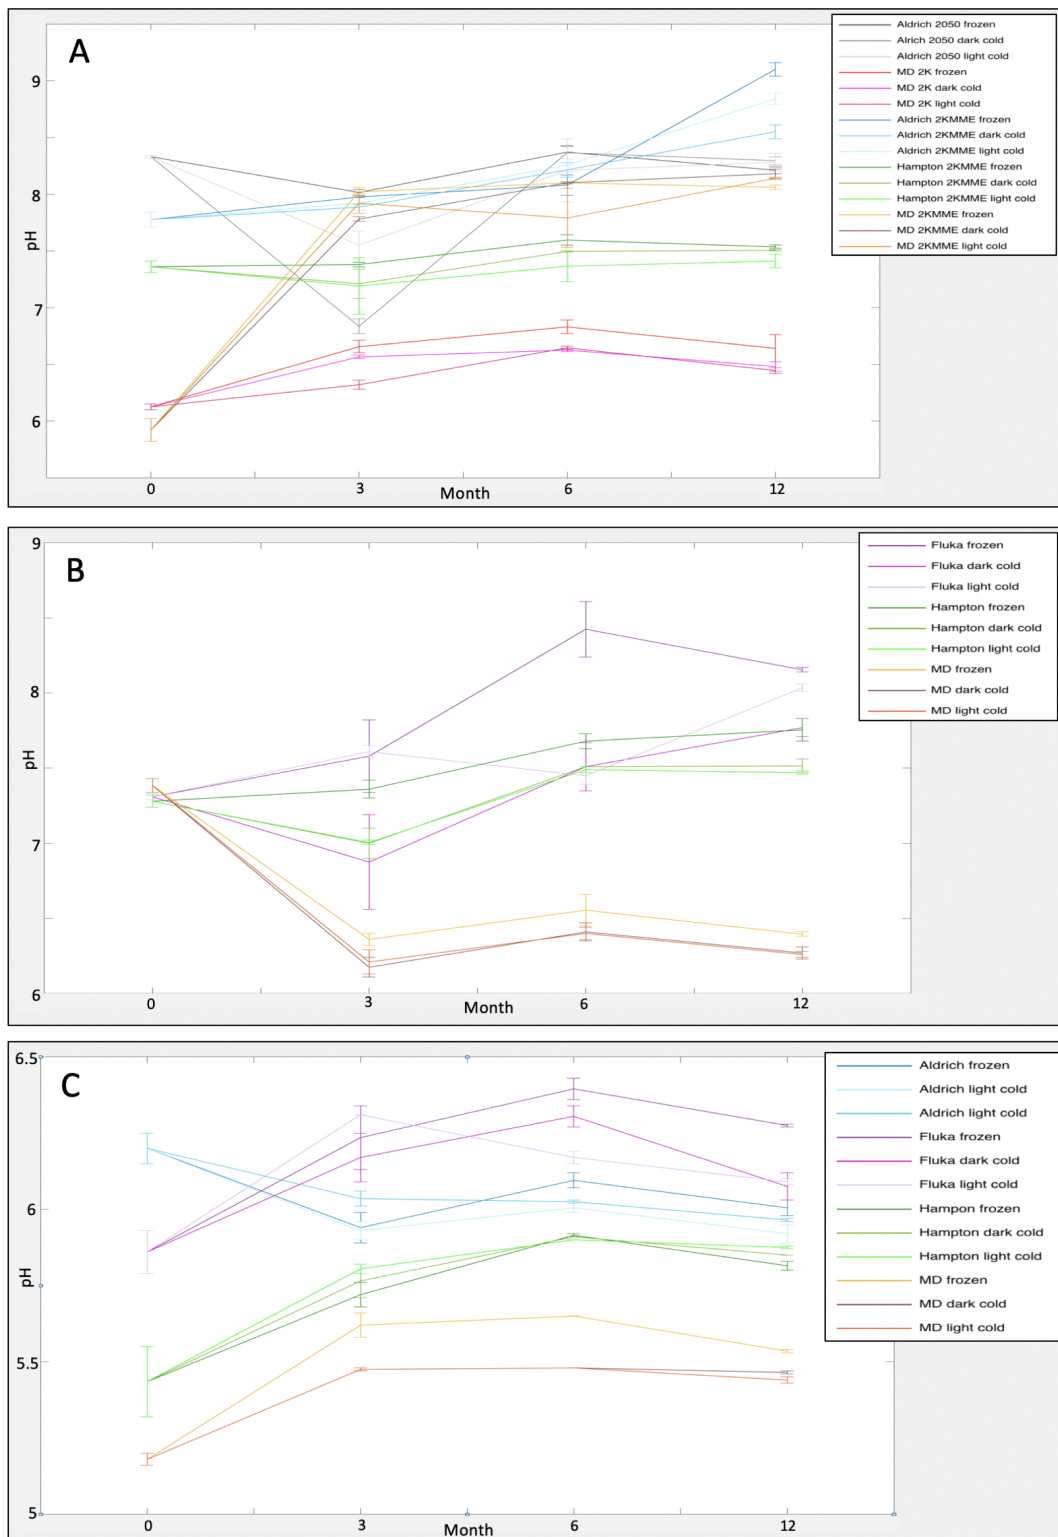 A
Aldrich 2050 frozen
Alrich 2050 dark cold
Aldrich 2050 light cold
MD 2K frozen
MD 2K dark cold
MD 2K light cold
Aldrich 2KMME frozen
Aldrich 2KMME dark cold
Aldrich 2KMME light cold
Hampton 2KMME frozen
Hampton 2KMME dark cold
Hampton 2KMME light cold
MD 2KMME frozen
MD 2KMME dark cold
MD 2KMME light cold
9
8
7
6
pH
0
3
6
12
Month
B
Fluka frozen
Fluka dark cold
Fluka light cold
Hampton frozen
Hampton dark cold
Hampton light cold
MD frozen
MD dark cold
MD light cold
9
8
7
6
pH
0
3
6
12
Month
C
Aldrich frozen
Aldrich light cold
Aldrich light cold
Fluka frozen
Fluka dark cold
Fluka light cold
Hampon frozen
Hampton dark cold
Hampton light cold
MD frozen
MD dark cold
MD light cold
6.5
6
5.5
5
pH
0
3
6
12
Month